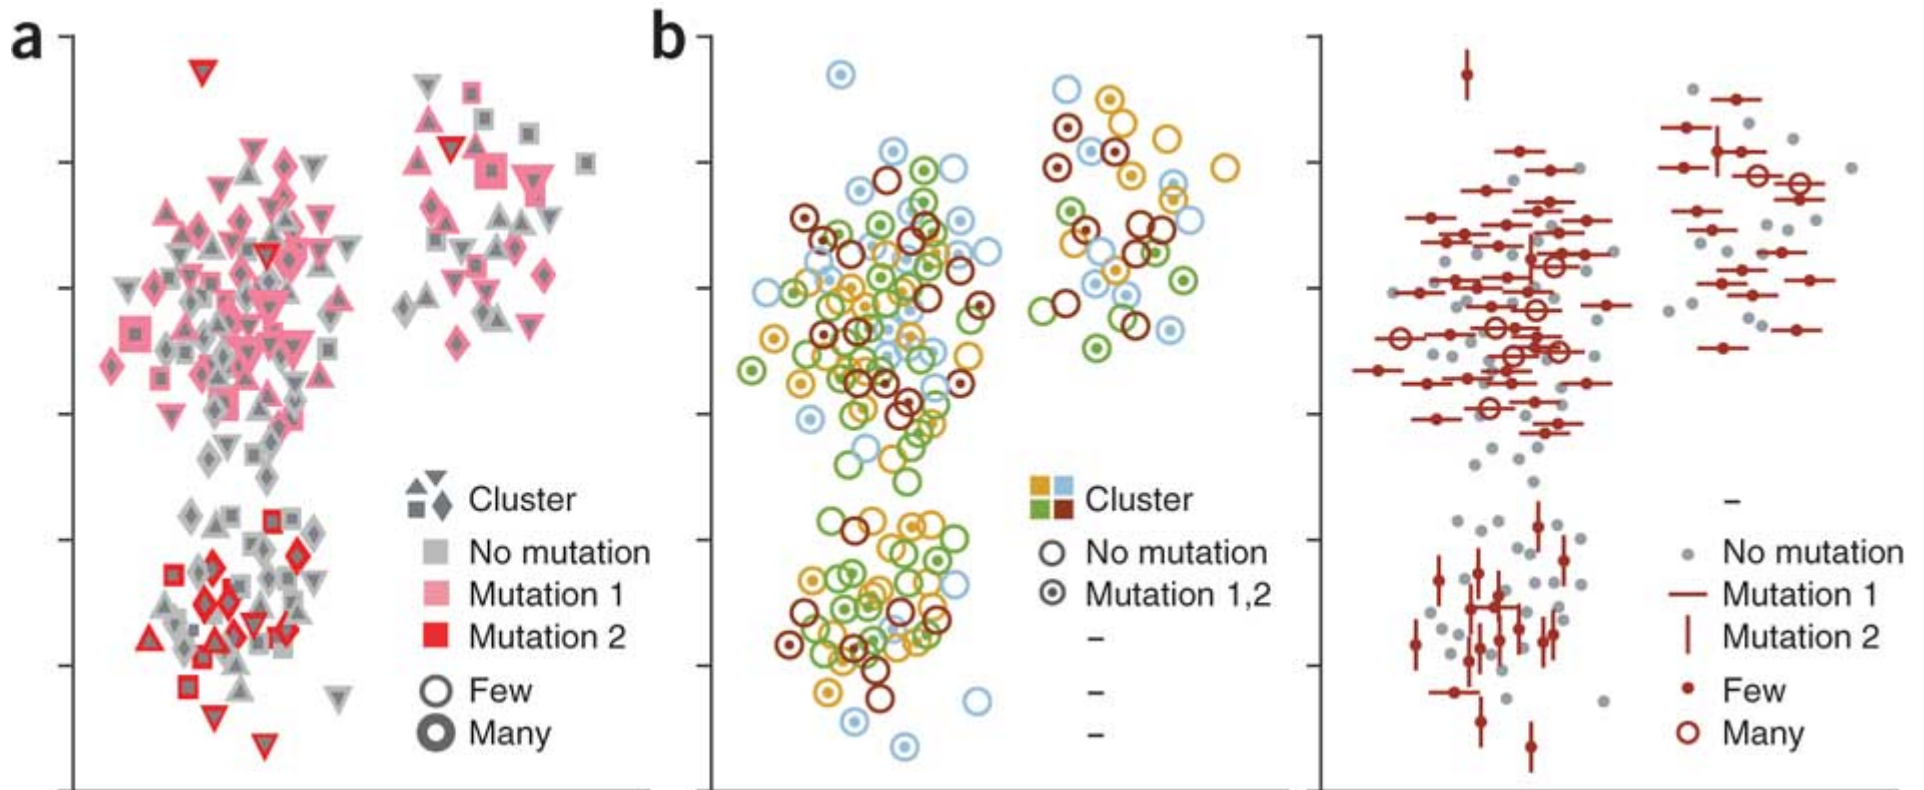 a
Cluster
No mutation
Mutation 1
Mutation 2
Few
Many
b
Cluster
No mutation
Mutation 1,2
–
–
–
–
No mutation
Mutation 1
Mutation 2
Few
Many